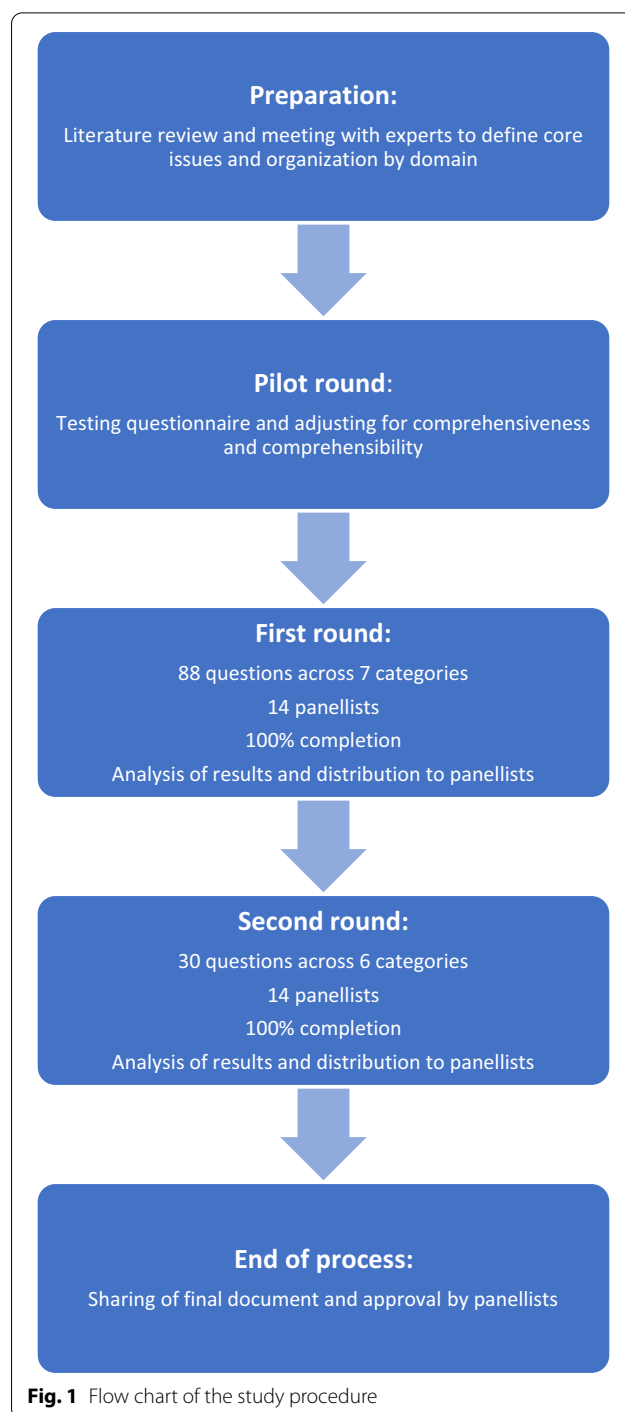 Preparation:
Literature review and meeting with experts to define core
issues and organization by domain
Pilot round:
Testing questionnaire and adjusting for comprehensiveness
and comprehensibility
First round:
88 questions across 7 categories
14 panellists
100% completion
Analysis of results and distribution to panellists
Second round:
30 questions across 6 categories
14 panellists
100% completion
Analysis of results and distribution to panellists
End of process:
Sharing of final document and approval by panellists
Fig. 1 Flow chart of the study procedure